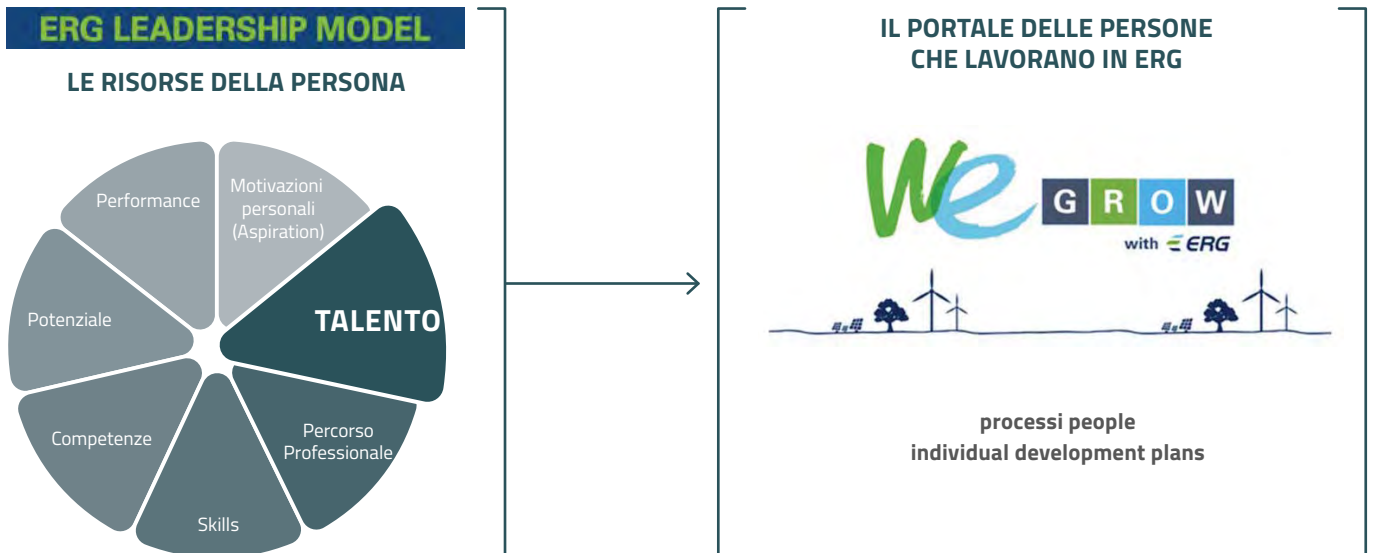 ERG LEADERSHIP MODEL
LE RISORSE DELLA PERSONA
Performance
Motivazioni
personali
(Aspiration)
Potenziale
TALENTO
Competenze
Percorso
Professionale
Skills
IL PORTALE DELLE PERSONE
CHE LAVORANO IN ERG
We GROW
with ERG
processi people
individual development plans